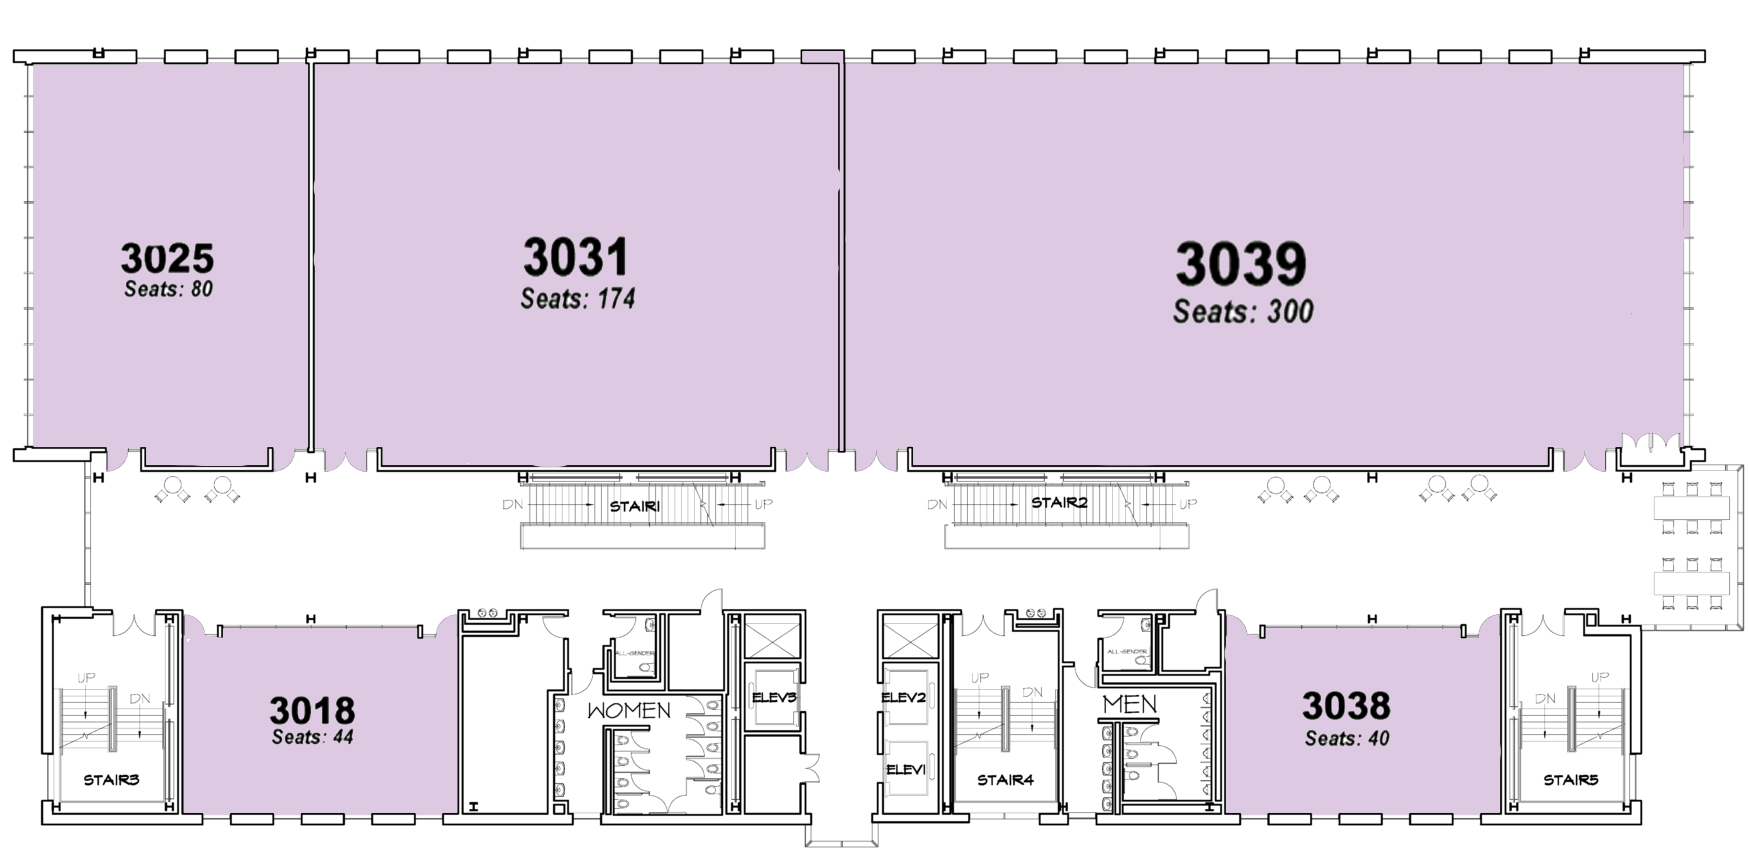 3025
Seats: 80
3031
Seats: 174
3039
Seats: 300
DN
STAIR1
UP
DN
STAIR2
UP
ALL-GENDER
ALL-GENDER
UP
DN
STAIR3
3018
Seats: 44
WOMEN
ELEV3
ELEV2
ELEV1
UP
DN
STAIR4
MEN
3038
Seats: 40
DN
UP
STAIR5